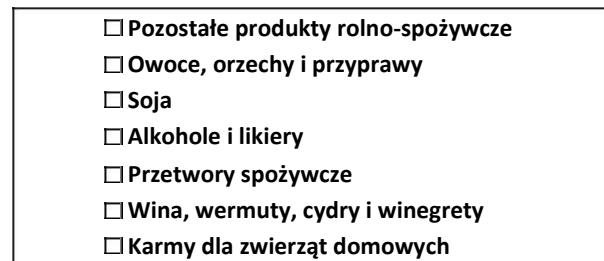 ☐ Pozostałe produkty rolno-spożywcze
☐ Owoce, orzechy i przyprawy
☐ Soja
☐ Alkohole i likiery
☐ Przetwory spożywcze
☐ Wina, wermuty, cydry i winegrety
☐ Karmy dla zwierząt domowych